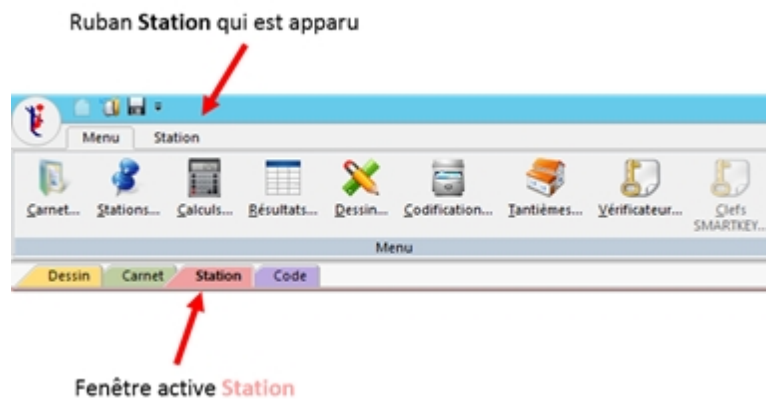 Ruban Station qui est apparu
Menu Station
Carnet... Stations... Calculs... Résultats... Dessin... Codification... Tantièmes... Vérificateur... Clefs SMARTKEY...
Menu
Dessin Carnet Station Code
Fenêtre active Station